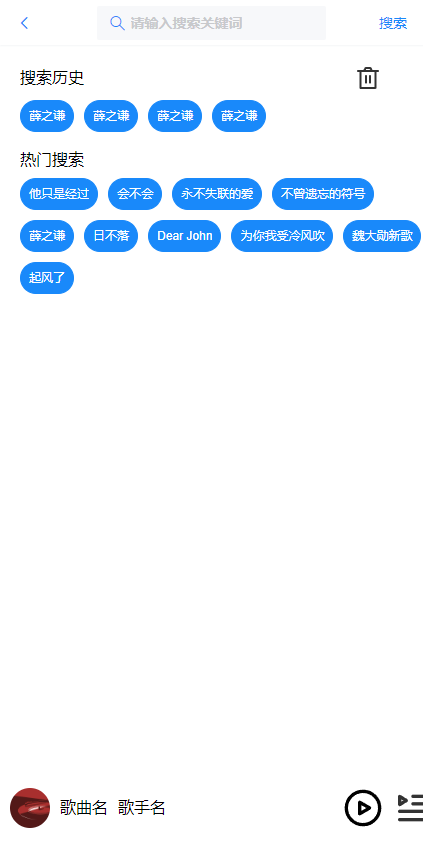 请输入搜索关键词 搜索
搜索历史
薛之谦 薛之谦 薛之谦 薛之谦
热门搜索
他只是经过 会不会 永不失联的爱 不曾遗忘的符号
薛之谦 日不落 Dear John 为你我受冷风吹 魏大勋新歌
起风了
歌曲名 歌手名